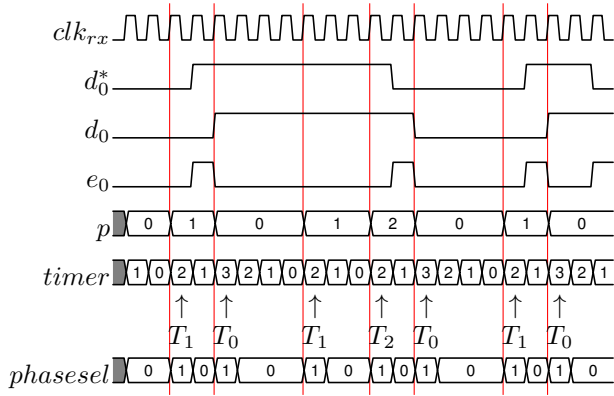 clk_rx
d_0^*
d_0
e_0
p 0 1 0 1 2 0 1 0
timer 1 0 2 1 3 2 1 0 2 1 0 2 1 3 2 1 0 2 1 3 2 1
↑ ↑ ↑ ↑ ↑ ↑ ↑
T_1 T_0 T_1 T_2 T_0 T_1 T_0
phasesel 0 1 0 1 0 1 0 1 0 1 0 1 0 1 0